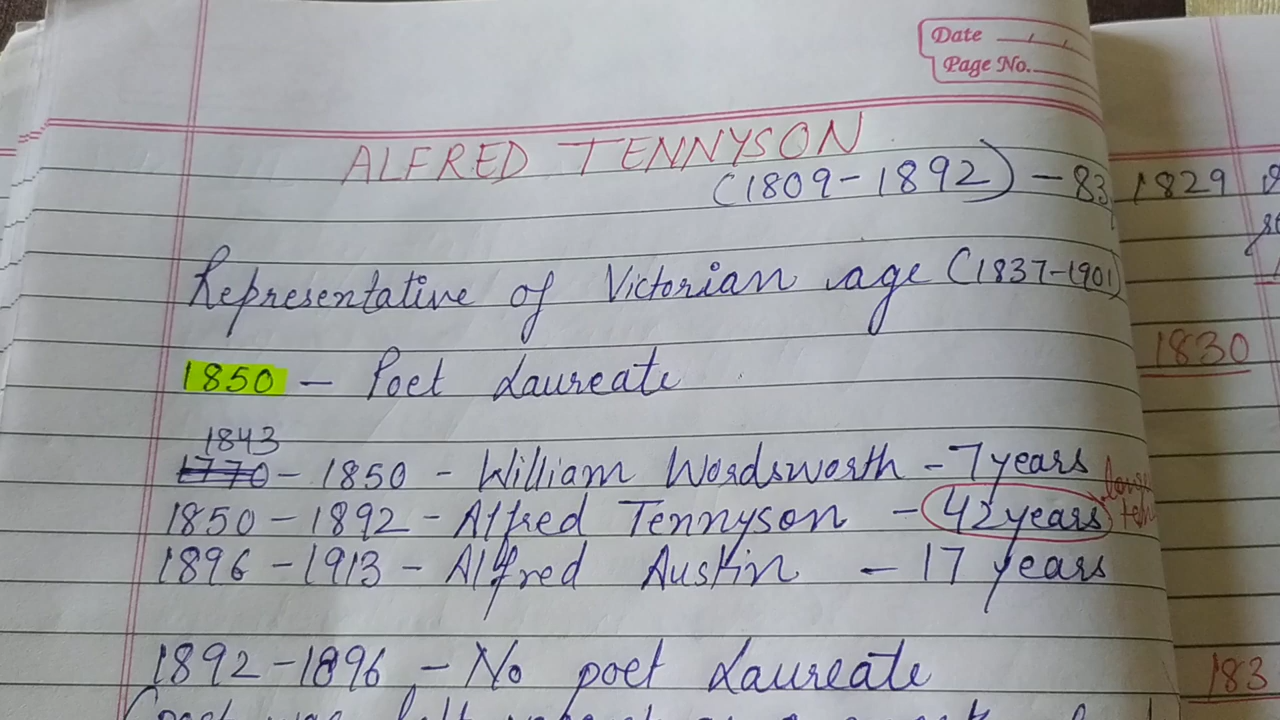 Date
Page No.
ALFRED TENNYSON
(1809-1892) - 83
Representative of Victorian age (1837-1901)
1850 - Poet Laureate
1843
1770 - 1850 - William Wordsworth - 7 years
1850 - 1892 - Alfred Tennyson - 42 years
1896 - 1913 - Alfred Auskin - 17 years
1892 - 1896 - No poet Laureate
1829
1830
183